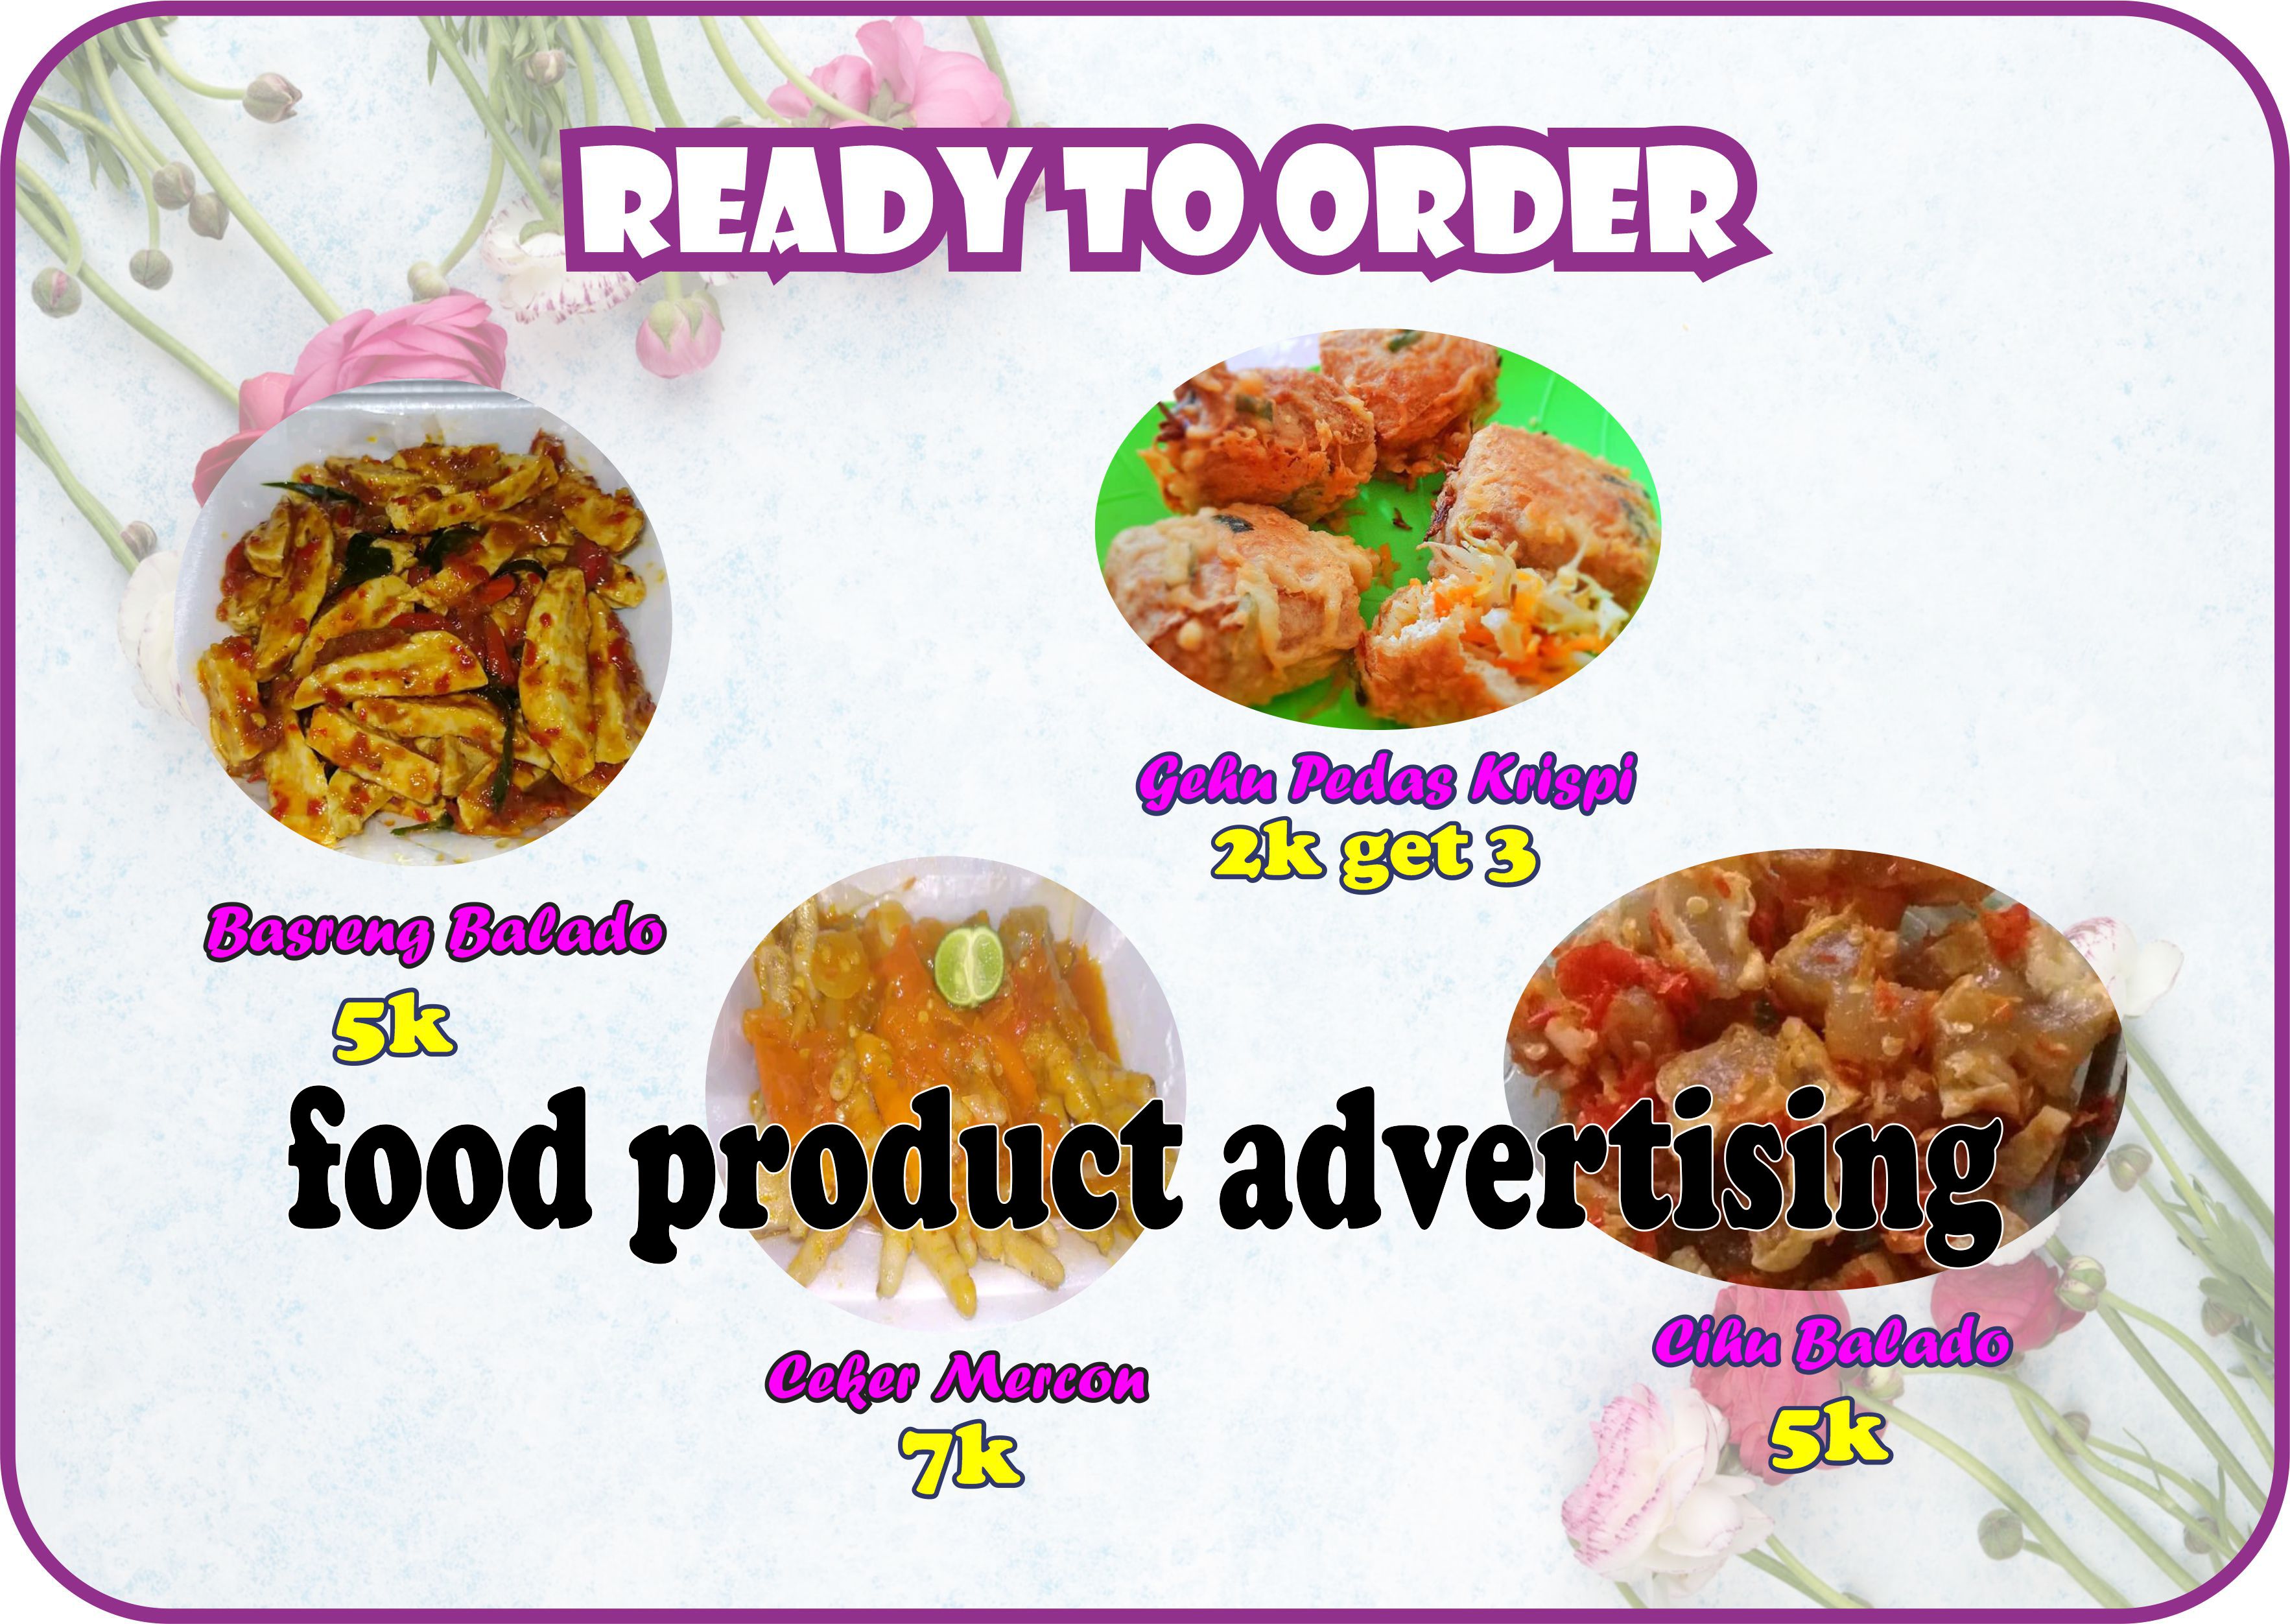 READY TO ORDER
Gehu Pedas Krispi
2k get 3
Basreng Balado
5k
food product advertising
Ceker Mercon
7k
Cihu Balado
5k